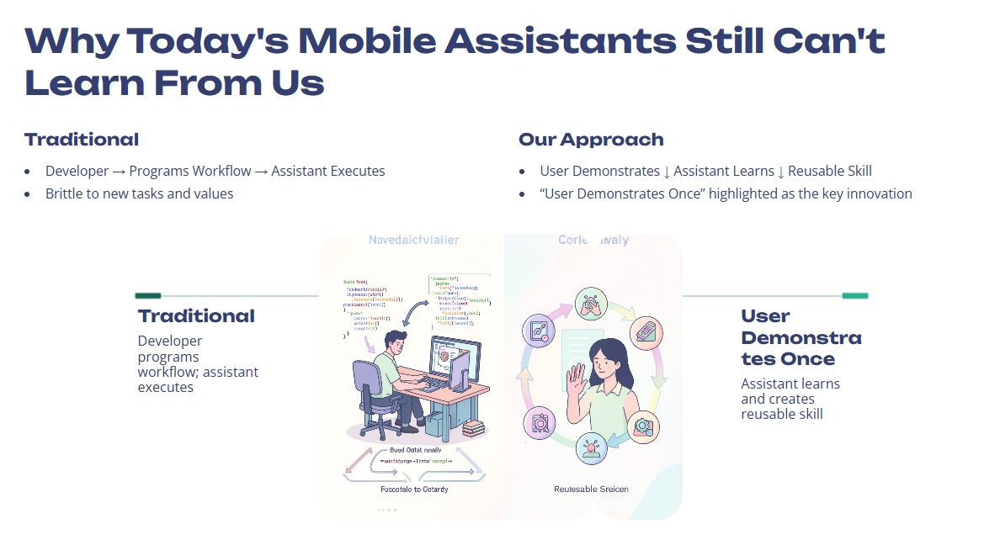 Why Today's Mobile Assistants Still Can't
Learn From Us
Traditional
• Developer → Programs Workflow → Assistant Executes
• Brittle to new tasks and values
Our Approach
• User Demonstrates ↓ Assistant Learns ↓ Reusable Skill
• “User Demonstrates Once” highlighted as the key innovation
Traditional
Developer
programs
workflow; assistant
executes
User
Demonstra
tes Once
Assistant learns
and creates
reusable skill